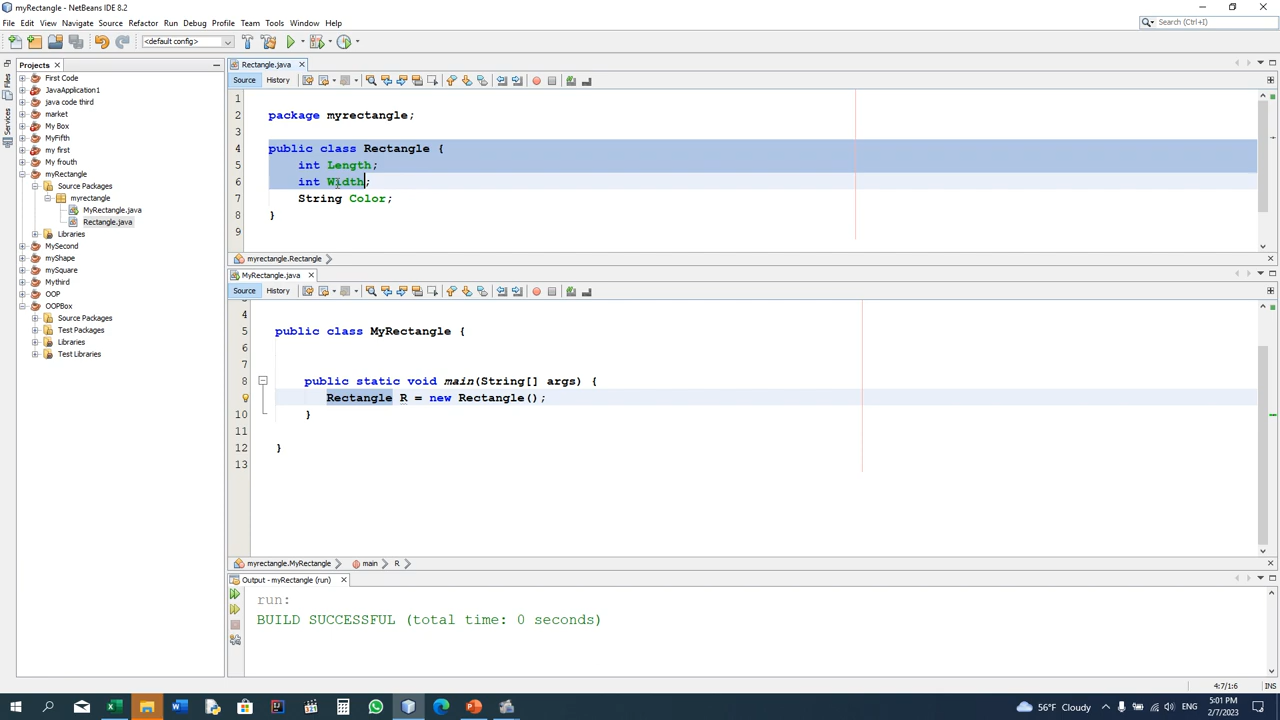 myRectangle - NetBeans IDE 8.2
File Edit View Navigate Source Refactor Run Debug Profile Team Tools Window Help
Search (Ctrl+I)
<default config>
Files
Services
Projects
First Code
JavaApplication1
java code third
market
My Box
MyFifth
my first
My frouth
myRectangle
Source Packages
myrectangle
MyRectangle.java
Rectangle.java
Libraries
MySecond
myShape
mySquare
Mythird
OOP
OOPBox
Source Packages
Test Packages
Libraries
Test Libraries
Rectangle.java
Source History
1
2 package myrectangle;
3
4 public class Rectangle {
5 int Length;
6 int Width;
7 String Color;
8 }
9
myrectangle.Rectangle
MyRectangle.java
Source History
4
5 public class MyRectangle {
6
7
8 public static void main(String[] args) {
Rectangle R = new Rectangle();
10 }
11
12 }
13
myrectangle.MyRectangle main R
Output - myRectangle (run)
run:
BUILD SUCCESSFUL (total time: 0 seconds)
4:7/1:6 INS
56°F Cloudy ENG 05:01 PM
2/7/2023